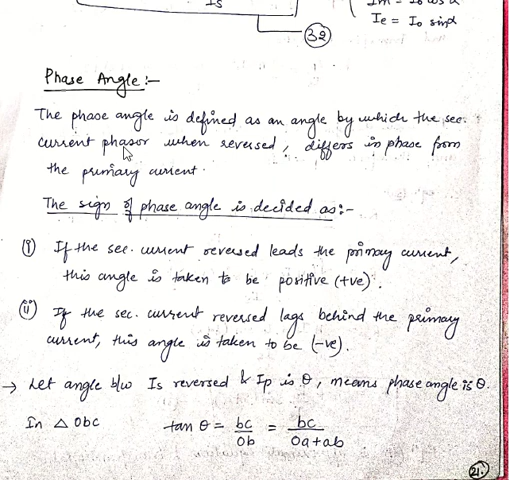 Is
Ie = I₀ sinα
32
Phase Angle:-
The phase angle is defined as an angle by which the sec.
current phasor when reversed, differs in phase from
the primary current.
The sign of phase angle is decided as:-
(i) If the sec. current reversed leads the primary current,
this angle is taken to be positive (+ve).
(ii) If the sec. current reversed lags behind the primary
current, this angle is taken to be (-ve).
→ Let angle b/w Is reversed & Ip is θ, means phase angle is θ.
In △ obc tan θ = bc/ob = bc/oa+ab
21.